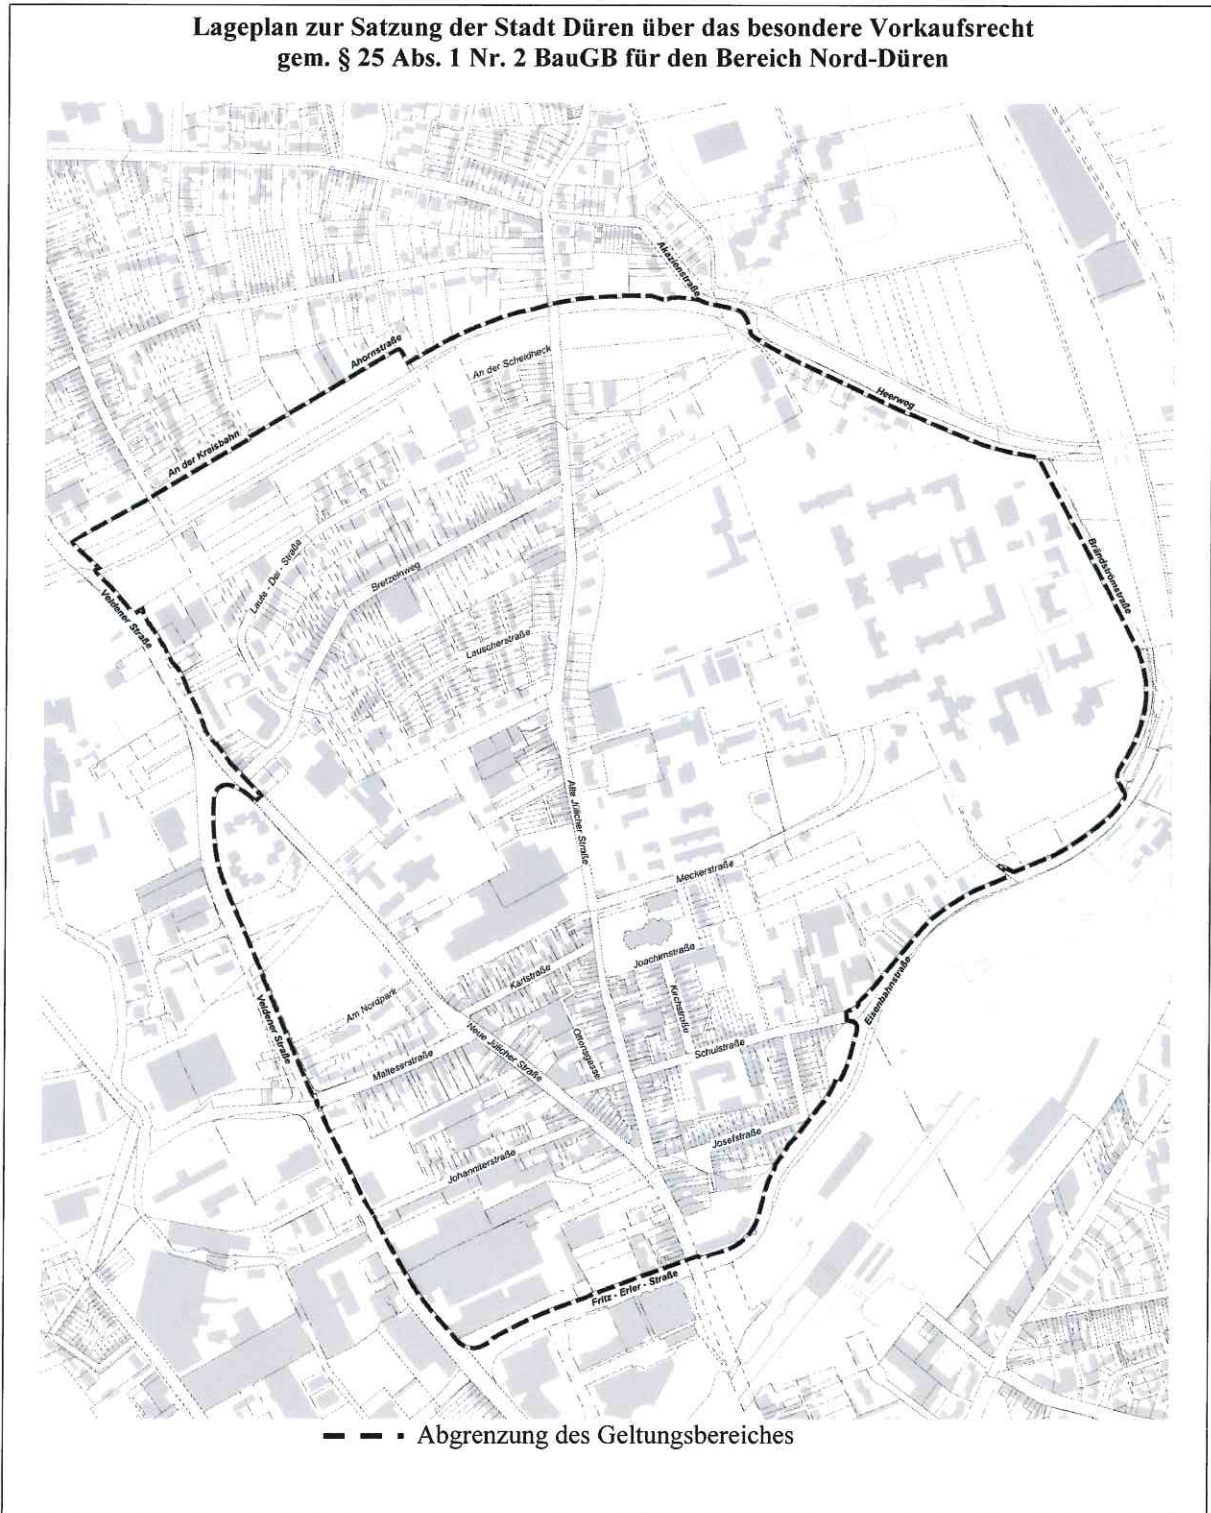 Lageplan zur Satzung der Stadt Düren über das besondere Vorkaufsrecht
gem. § 25 Abs. 1 Nr. 2 BauGB für den Bereich Nord-Düren
Akazienstraße
Ahornstraße
An der Scheidheck
Heerweg
An der Kreisbahn
Brändströmstraße
Laufs - Dei - Straße
Bretzelnweg
Veldener Straße
Lauscherstraße
Alte Jülicher Straße
Meckerstraße
Joachimstraße
Karlstraße
Eisenbahnstraße
Kirchstraße
Am Nordpark
Veldener Straße
Neue Jülicher Straße
Ottensgasse
Schulstraße
Malteserstraße
Josefstraße
Johanniterstraße
Fritz - Erler - Straße
Abgrenzung des Geltungsbereiches